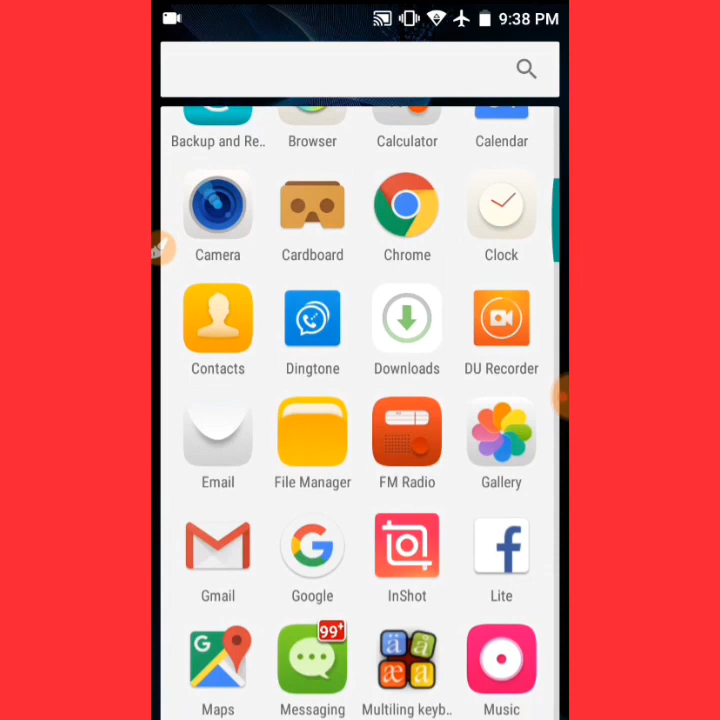 9:38 PM
Backup and Re..
Browser
Calculator
Calendar
Camera
Cardboard
Chrome
Clock
Contacts
Dingtone
Downloads
DU Recorder
Email
File Manager
FM Radio
Gallery
Gmail
Google
InShot
Lite
G
99+
ä
å
æ
a
Maps
Messaging
Multiling keyb..
Music